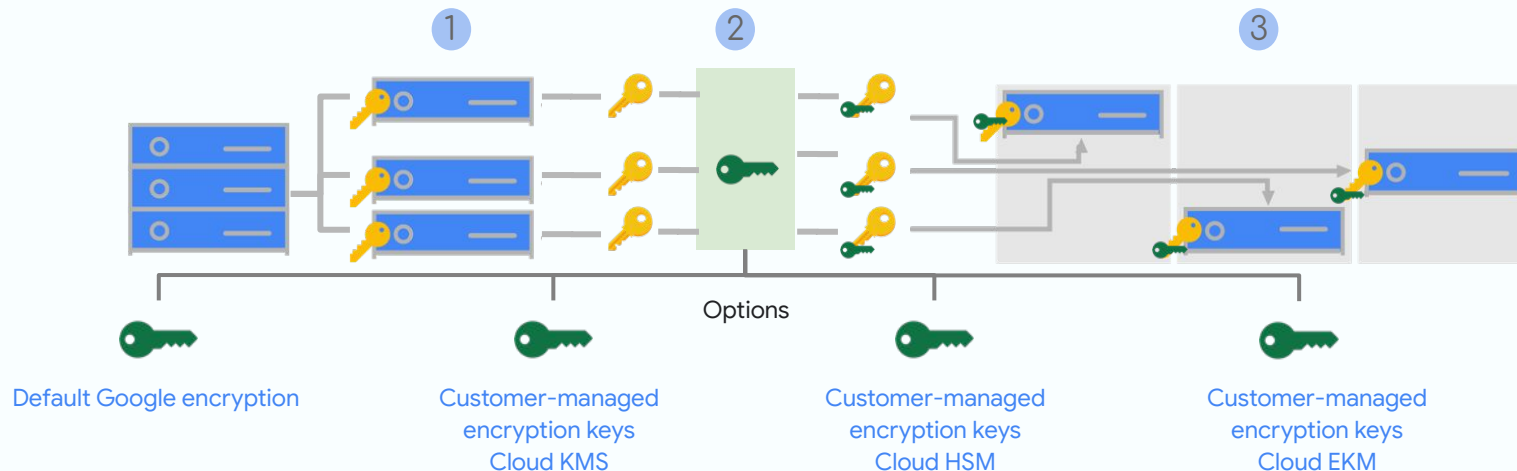 1
2
3
Options
Default Google encryption
Customer-managed
encryption keys
Cloud KMS
Customer-managed
encryption keys
Cloud HSM
Customer-managed
encryption keys
Cloud EKM